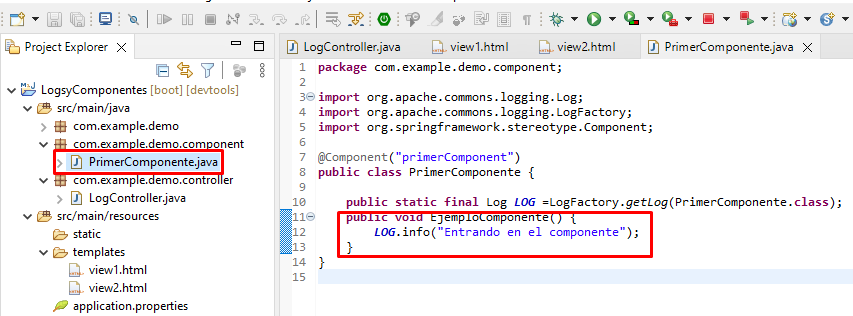 Project Explorer
LogsyComponentes [boot] [devtools]
src/main/java
com.example.demo
com.example.demo.component
PrimerComponente.java
com.example.demo.controller
LogController.java
src/main/resources
static
templates
view1.html
view2.html
application.properties
LogController.java
view1.html
view2.html
PrimerComponente.java
1 package com.example.demo.component;
2
3 import org.apache.commons.logging.Log;
4 import org.apache.commons.logging.LogFactory;
5 import org.springframework.stereotype.Component;
6
7 @Component("primerComponent")
8 public class PrimerComponente {
9
10 public static final Log LOG =LogFactory.getLog(PrimerComponente.class);
11 public void EjemploComponente() {
12 LOG.info("Entrando en el componente");
13 }
14 }
15